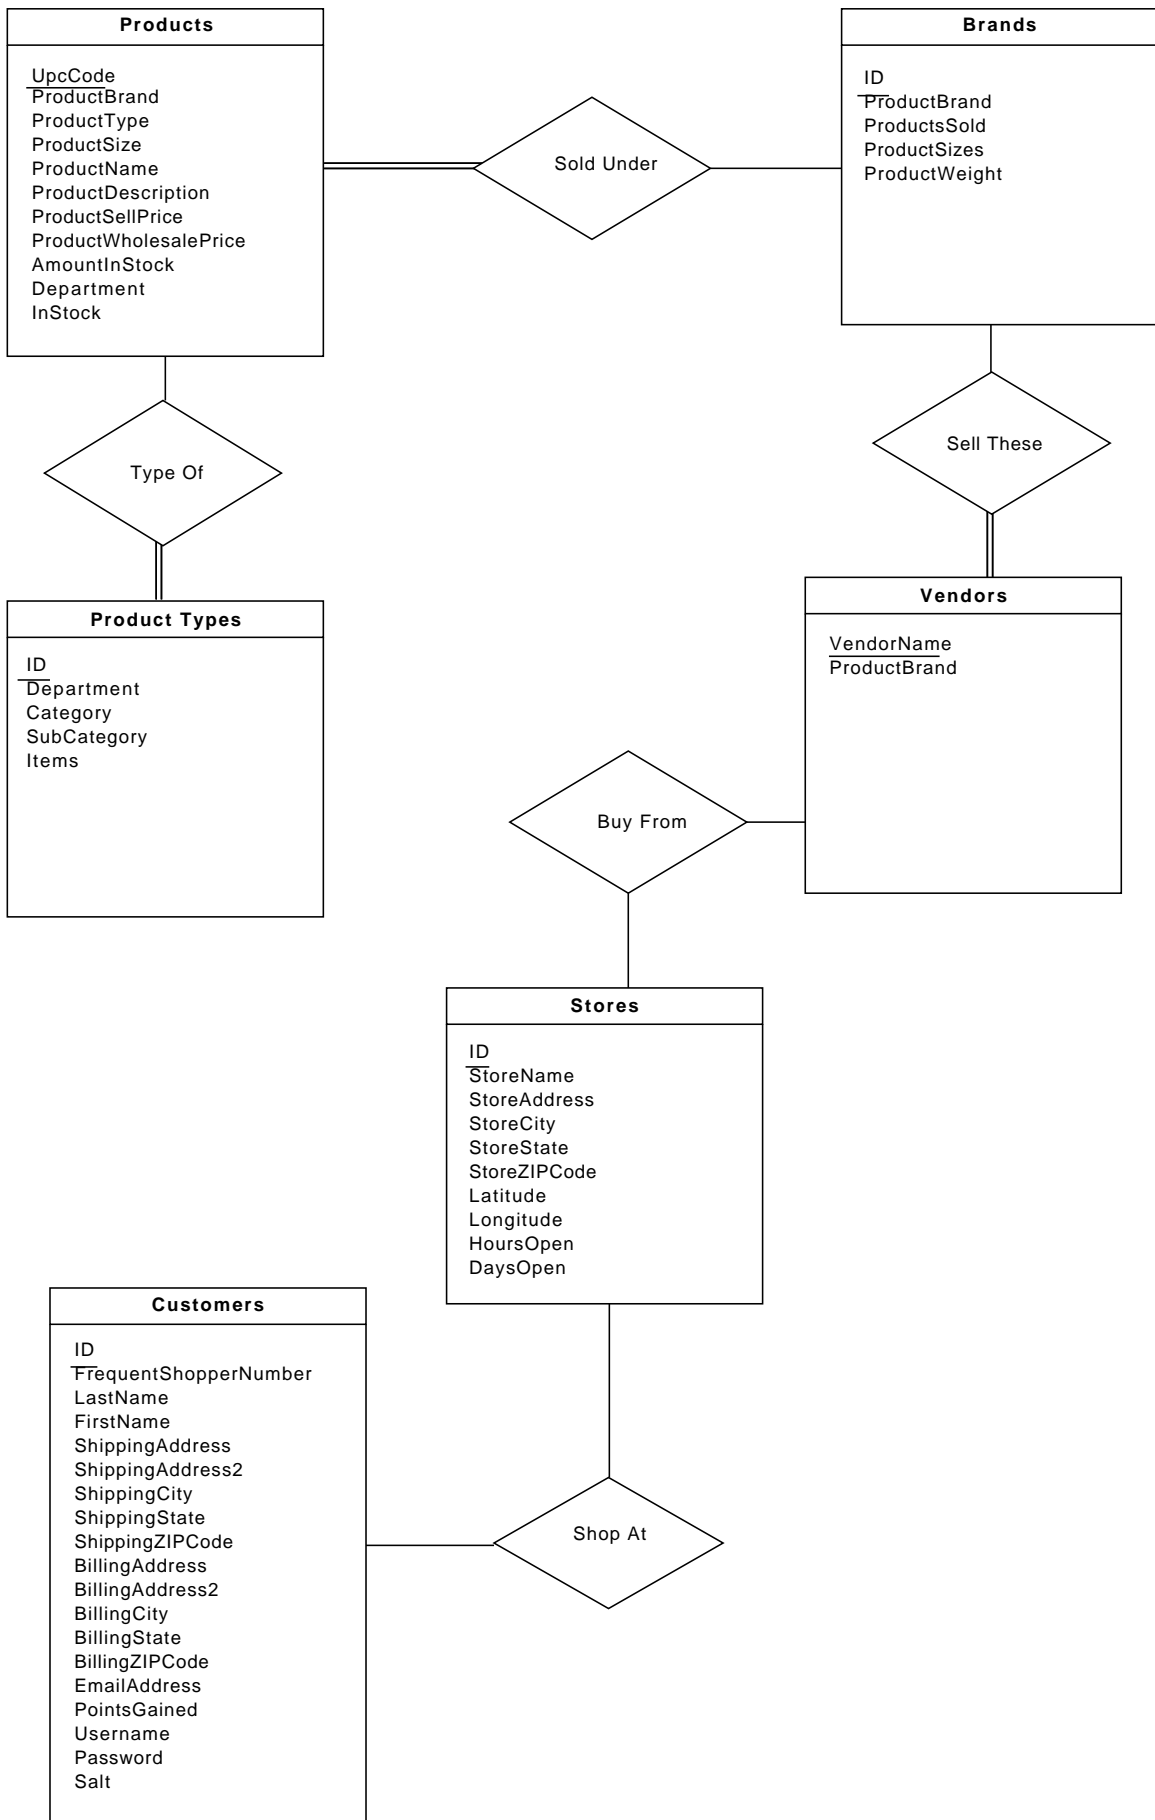 Products
UpcCode
ProductBrand
ProductType
ProductSize
ProductName
ProductDescription
ProductSellPrice
ProductWholesalePrice
AmountInStock
Department
InStock
Sold Under
Brands
ID
ProductBrand
ProductsSold
ProductSizes
ProductWeight
Type Of
Sell These
Product Types
ID
Department
Category
SubCategory
Items
Vendors
VendorName
ProductBrand
Buy From
Stores
ID
StoreName
StoreAddress
StoreCity
StoreState
StoreZIPCode
Latitude
Longitude
HoursOpen
DaysOpen
Customers
ID
FrequentShopperNumber
LastName
FirstName
ShippingAddress
ShippingAddress2
ShippingCity
ShippingState
ShippingZIPCode
BillingAddress
BillingAddress2
BillingCity
BillingState
BillingZIPCode
EmailAddress
PointsGained
Username
Password
Salt
Shop At